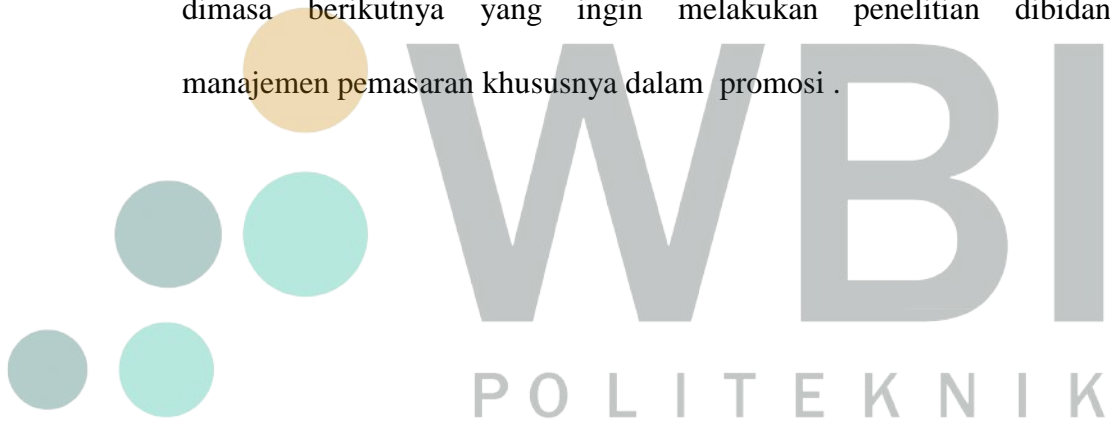 dimasa berikutnya yang ingin melakukan penelitian dibidan
manajemen pemasaran khususnya dalam promosi .
WBI
POLITEKNIK